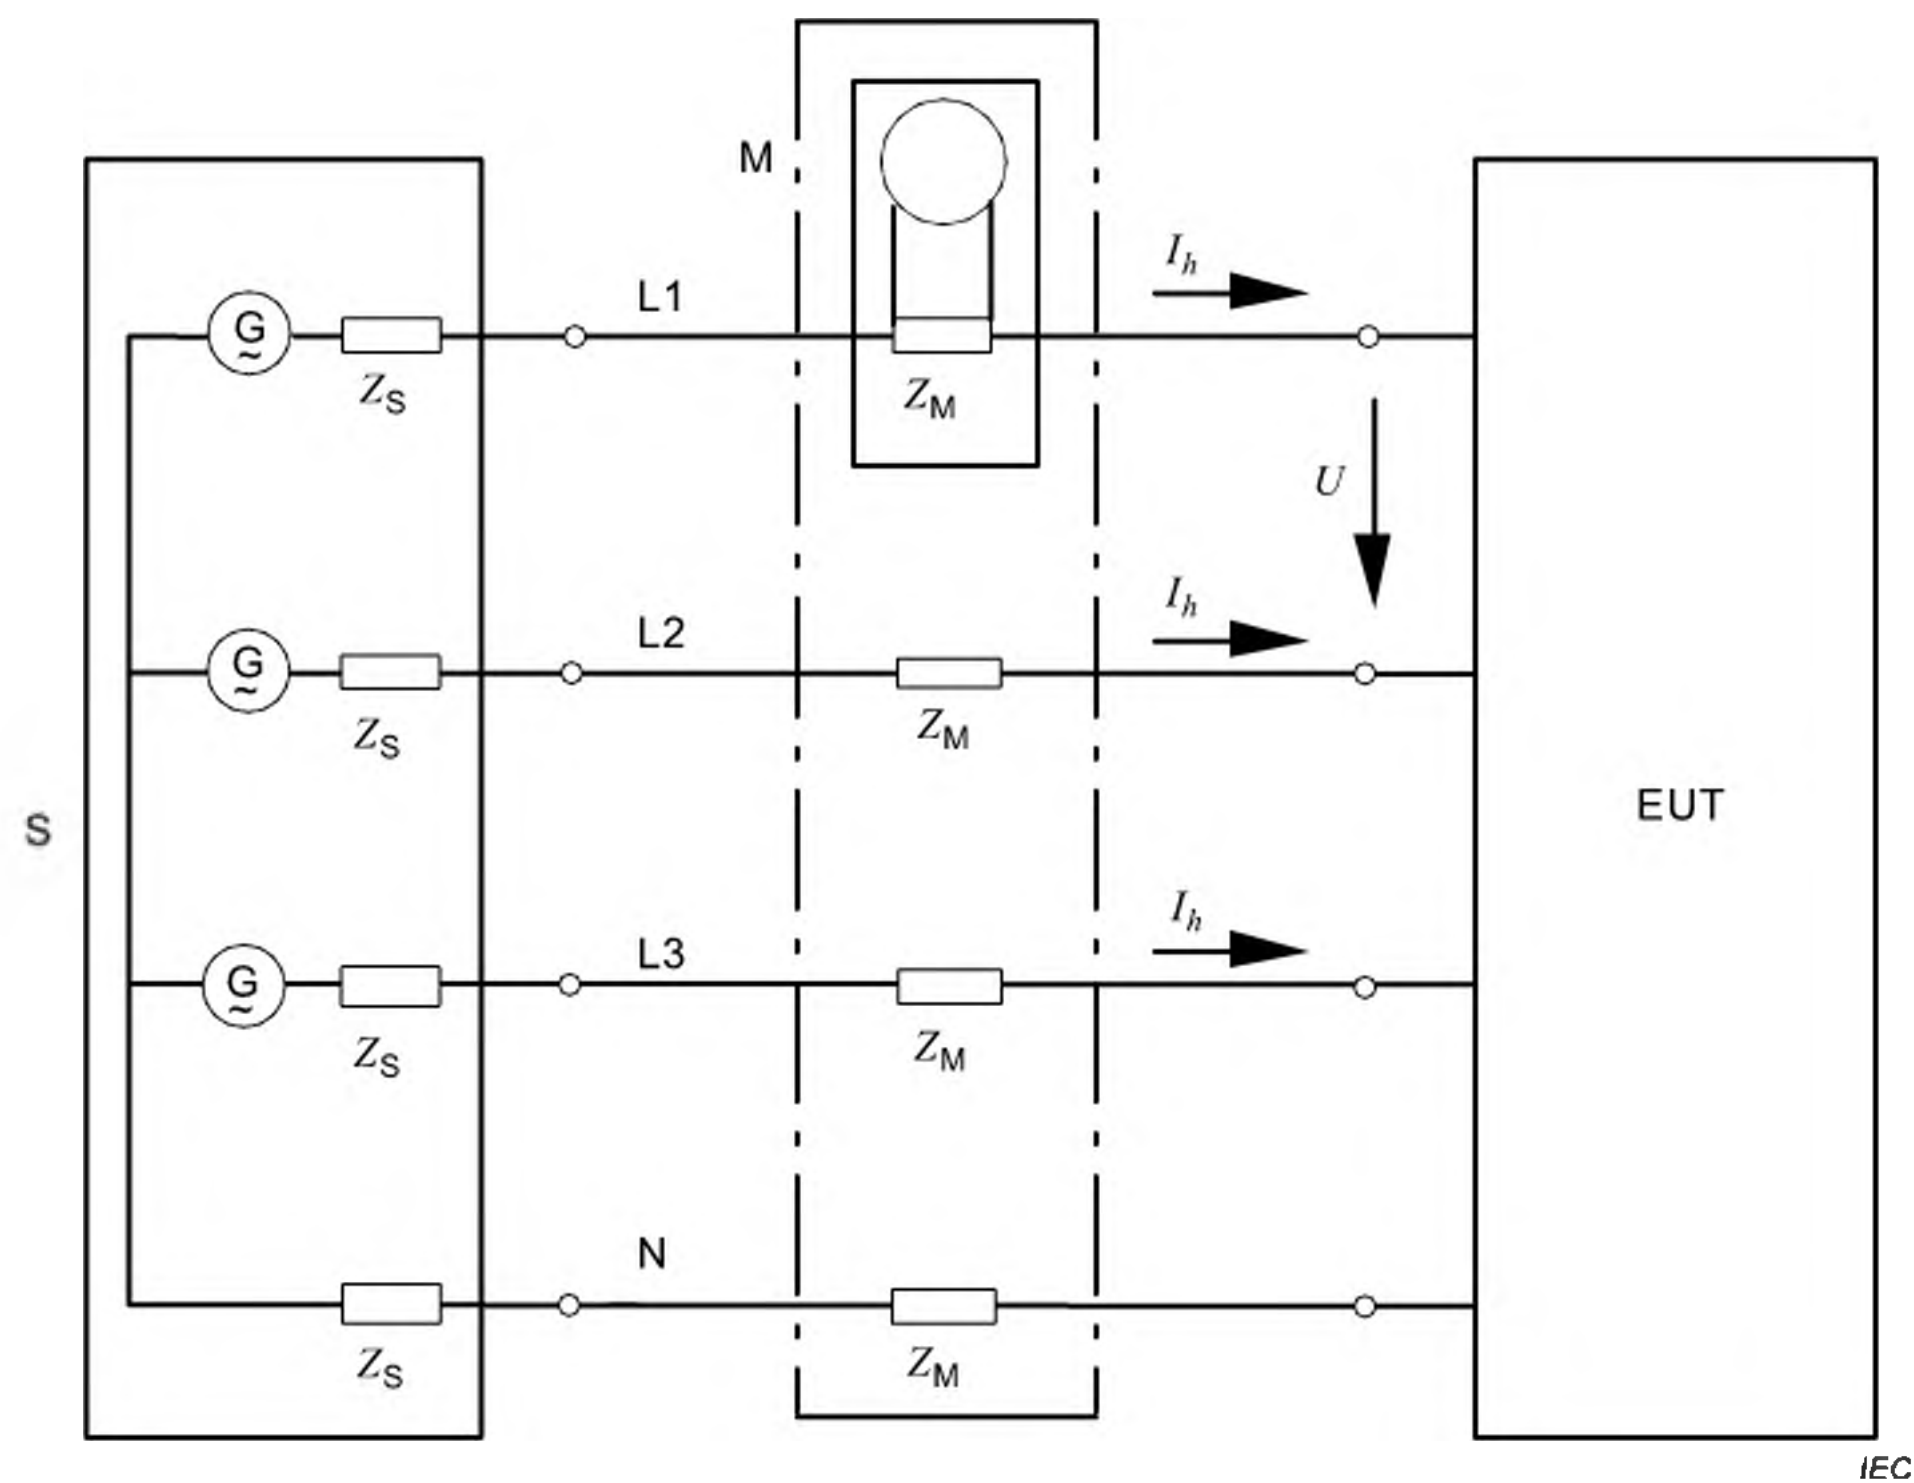 M
I_h
G
~
L1
Z_S
Z_M
U
I_h
G
~
L2
Z_S
Z_M
EUT
S
I_h
G
~
L3
Z_S
Z_M
N
Z_S
Z_M
IEC